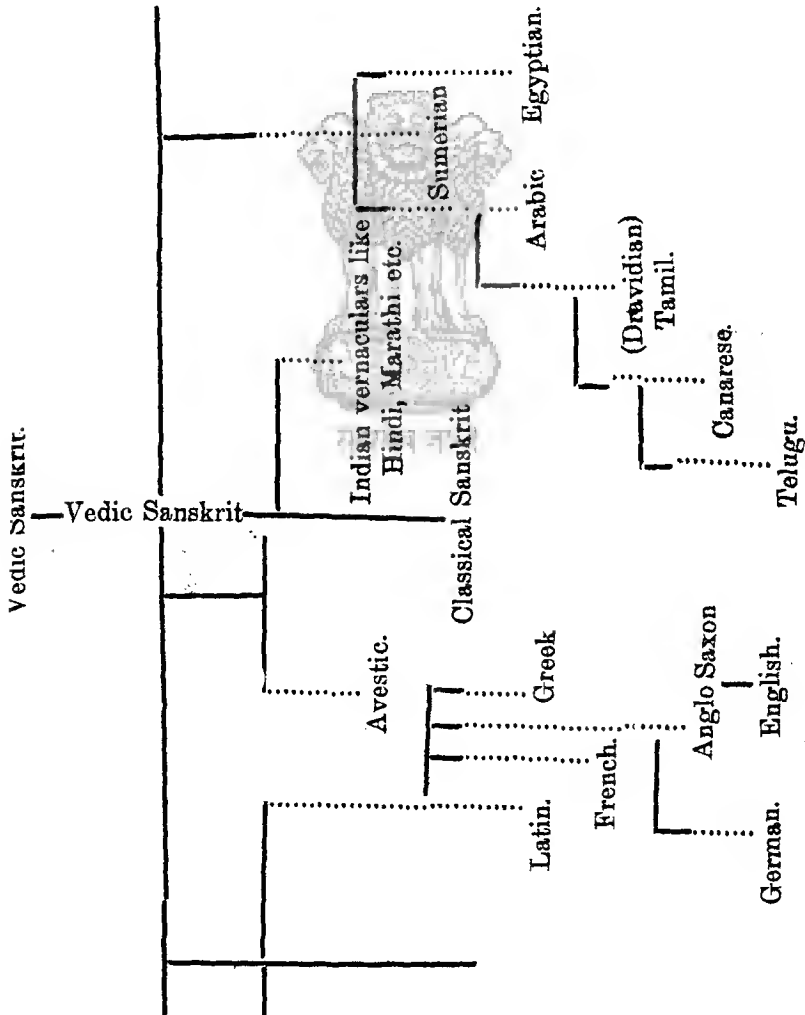 Vedic Sanskrit.
Vedic Sanskrit
Avestic.
Classical Sanskrit
Indian vernaculars like
Hindi, Marathi etc.
Sumerian
Egyptian.
Arabic
(Dravidian)
Tamil.
Canarese.
Telugu.
Latin.
French.
Greek
German.
Anglo Saxon
English.